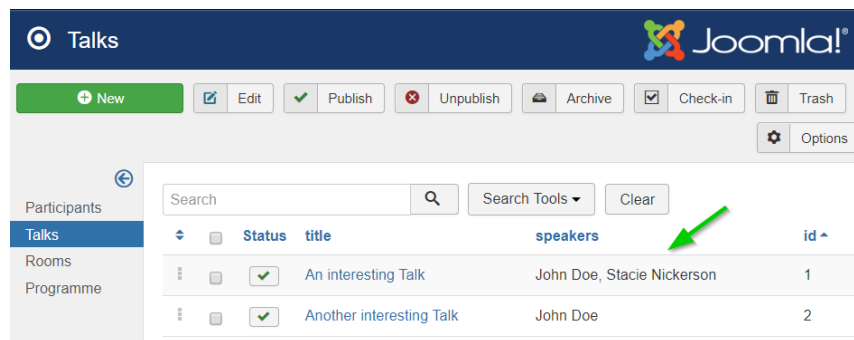 Talks
Joomla!®
New Edit Publish Unpublish Archive Check-in Trash
Options
Search Search Tools Clear
Participants
Talks
Rooms
Programme
Status title speakers id
An interesting Talk John Doe, Stacie Nickerson 1
Another interesting Talk John Doe 2